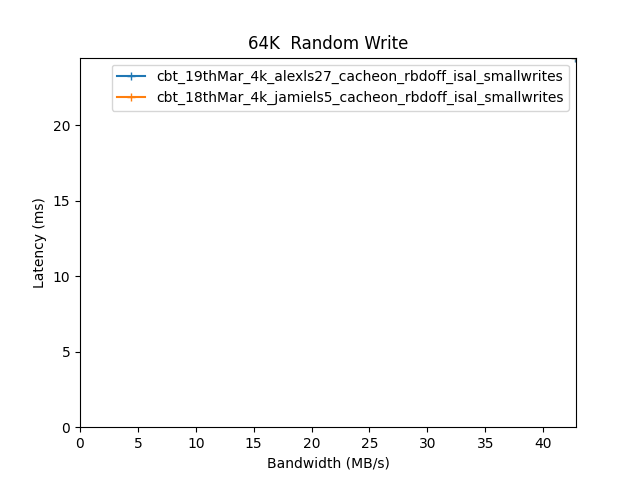 64K  Random Write
cbt_19thMar_4k_alexls27_cacheon_rbdoff_isal_smallwrites
cbt_18thMar_4k_jamiels5_cacheon_rbdoff_isal_smallwrites
20
15
10
5
0
Latency (ms)
0 5 10 15 20 25 30 35 40
Bandwidth (MB/s)